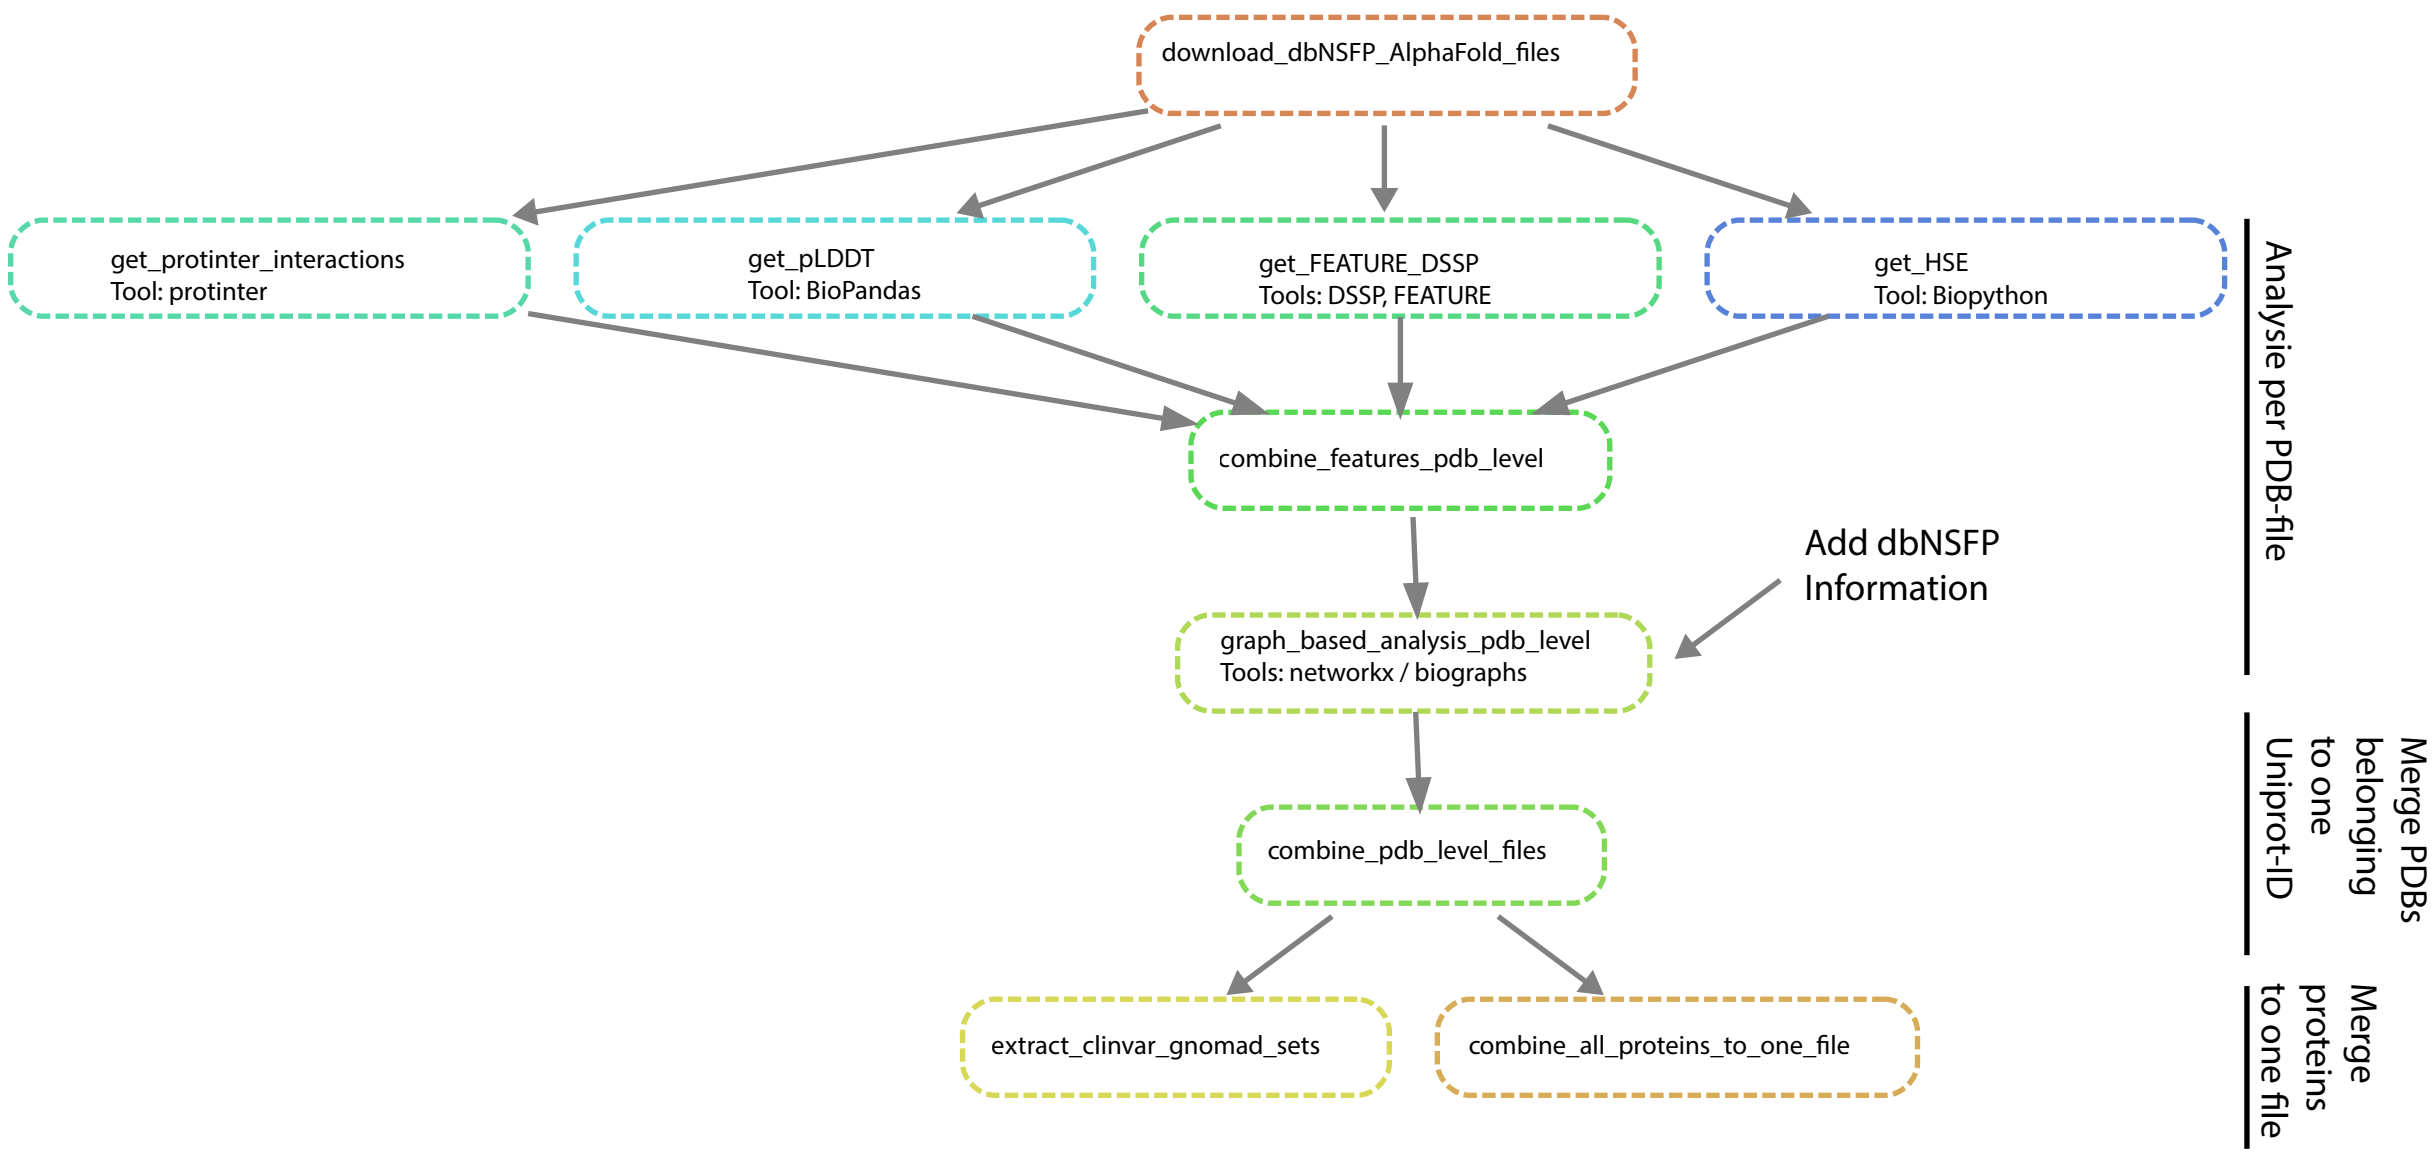 download_dbNSFP_AlphaFold_files
get_protinter_interactions
Tool: protinter
get_pLDDT
Tool: BioPandas
get_FEATURE_DSSP
Tools: DSSP, FEATURE
get_HSE
Tool: Biopython
combine_features_pdb_level
Add dbNSFP
Information
graph_based_analysis_pdb_level
Tools: networkx / biographs
combine_pdb_level_files
extract_clinvar_gnomad_sets
combine_all_proteins_to_one_file
Analysie per PDB-file
Merge PDBs
belonging
to one
Uniprot-ID
Merge
proteins
to one file